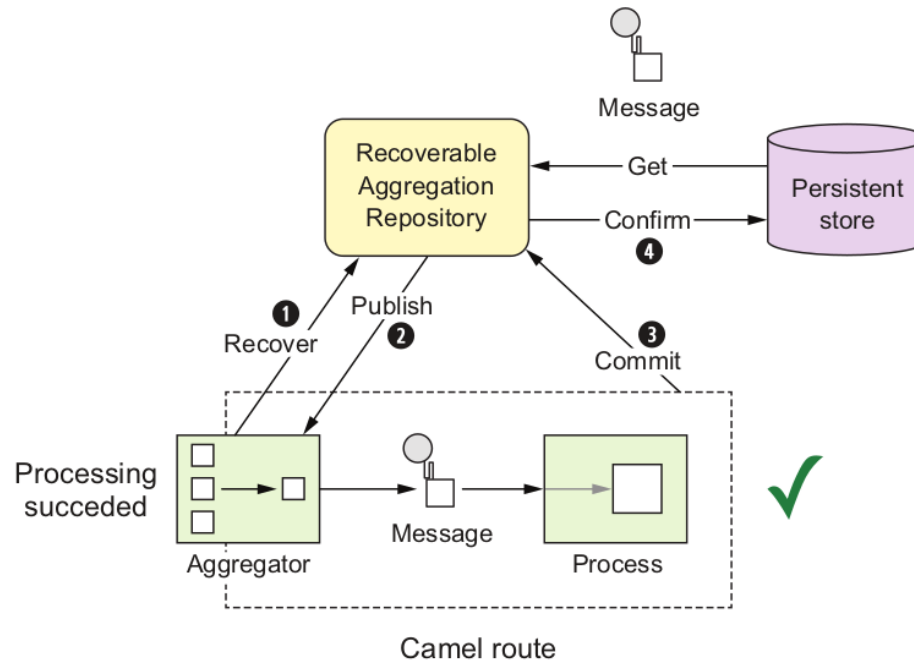 Message
Recoverable
Aggregation
Repository
Get
Confirm
4
Persistent
store
1
Recover
Publish
2
3
Commit
Processing
succeded
Aggregator
Message
Process
Camel route